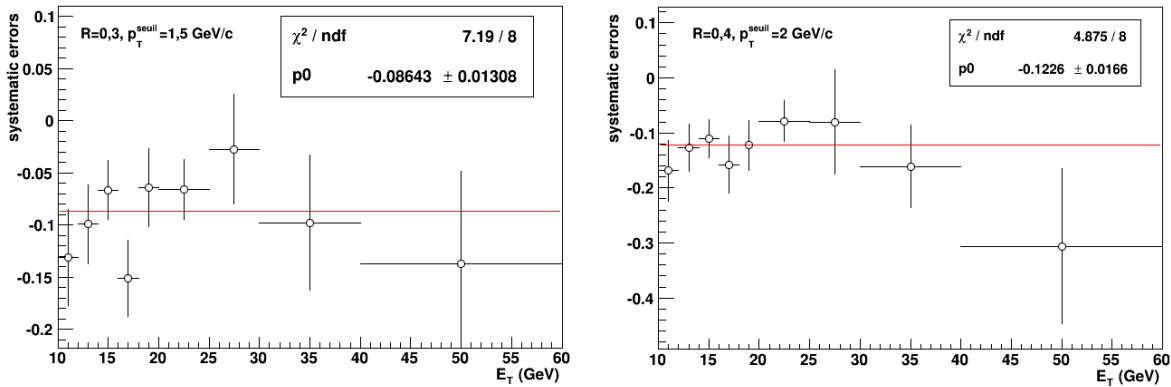 systematic errors
R=0,3, p_T^seuil=1,5 GeV/c
χ² / ndf 7.19 / 8
p0 -0.08643 ± 0.01308
0.1
0.05
0
-0.05
-0.1
-0.15
-0.2
10 15 20 25 30 35 40 45 50 55 60
E_T (GeV)
systematic errors
R=0,4, p_T^seuil=2 GeV/c
χ² / ndf 4.875 / 8
p0 -0.1226 ± 0.0166
0.1
0
-0.1
-0.2
-0.3
-0.4
10 15 20 25 30 35 40 45 50 55 60
E_T (GeV)